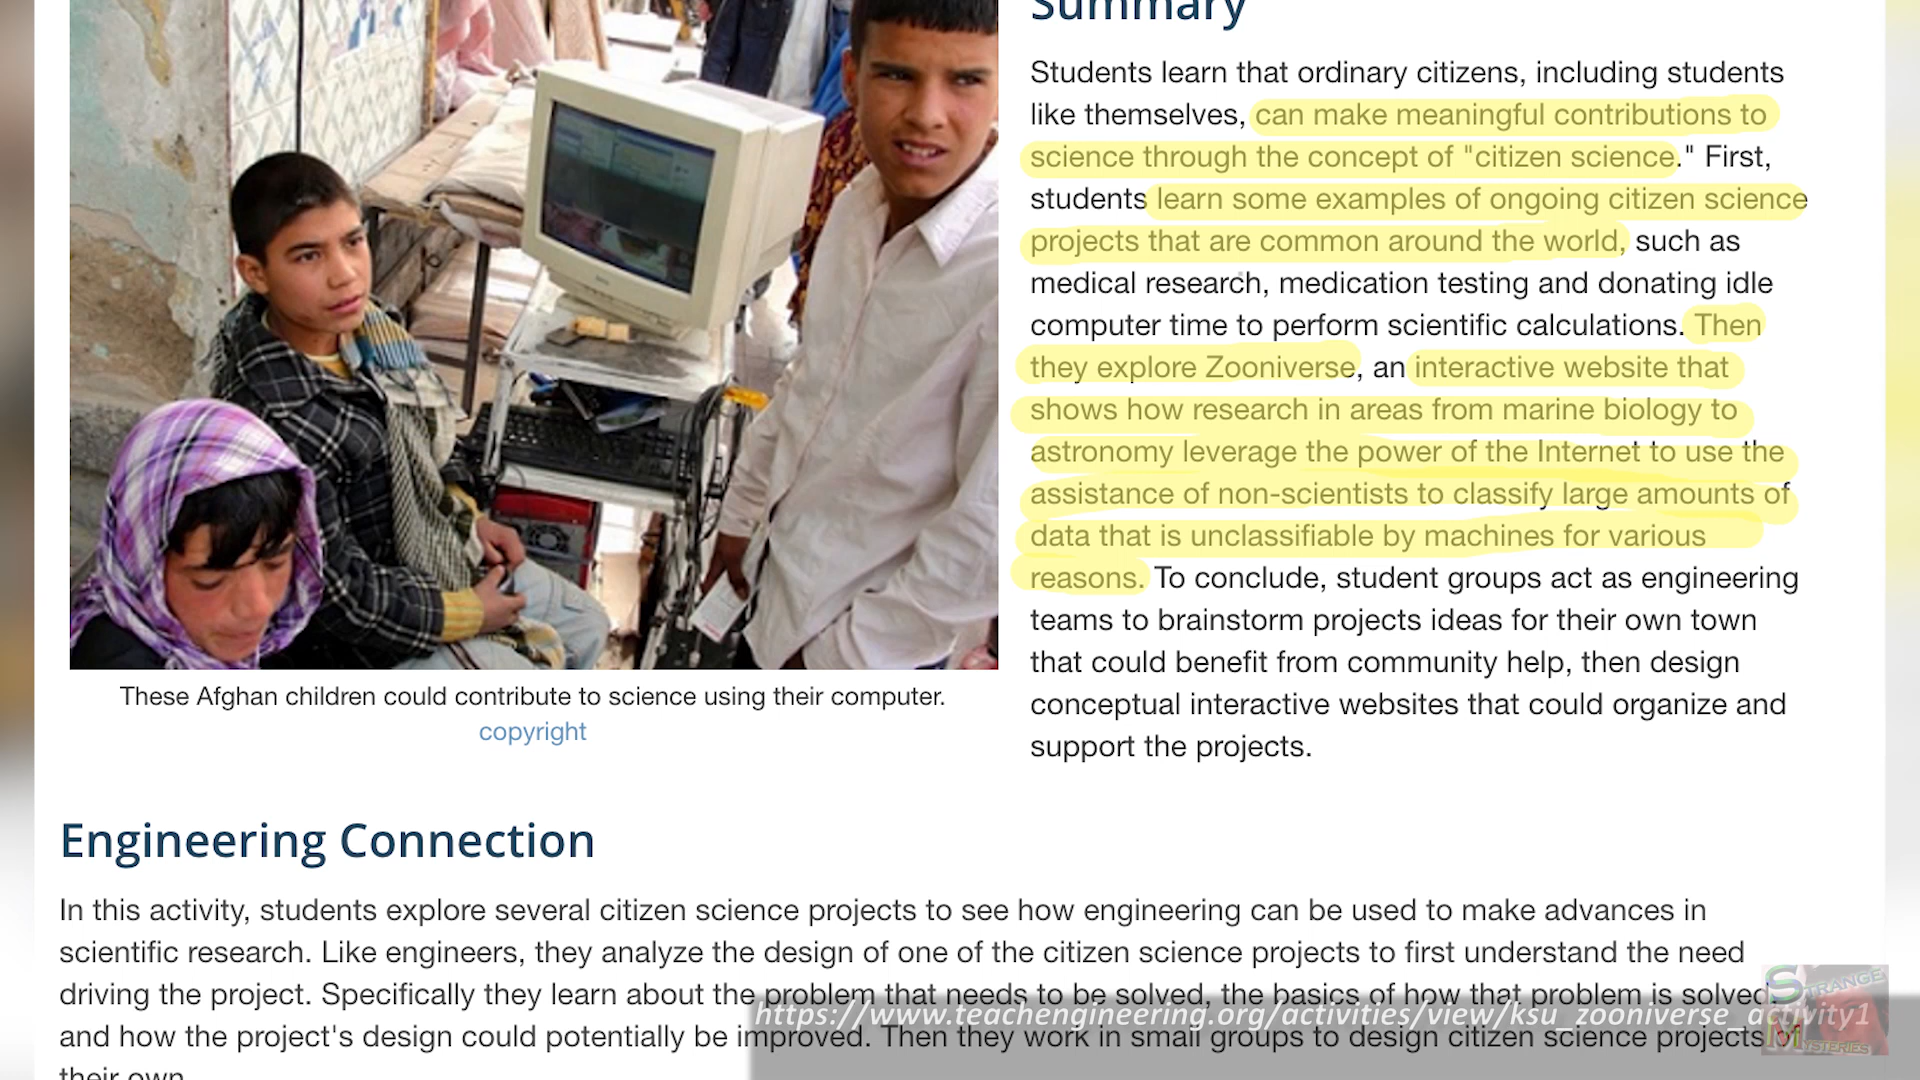 Summary
Students learn that ordinary citizens, including students
like themselves, can make meaningful contributions to
science through the concept of "citizen science." First,
students learn some examples of ongoing citizen science
projects that are common around the world, such as
medical research, medication testing and donating idle
computer time to perform scientific calculations. Then
they explore Zooniverse, an interactive website that
shows how research in areas from marine biology to
astronomy leverage the power of the Internet to use the
assistance of non-scientists to classify large amounts of
data that is unclassifiable by machines for various
reasons. To conclude, student groups act as engineering
teams to brainstorm projects ideas for their own town
that could benefit from community help, then design
conceptual interactive websites that could organize and
support the projects.
These Afghan children could contribute to science using their computer.
copyright
Engineering Connection
In this activity, students explore several citizen science projects to see how engineering can be used to make advances in
scientific research. Like engineers, they analyze the design of one of the citizen science projects to first understand the need
driving the project. Specifically they learn about the problem that needs to be solved, the basics of how that problem is solved
and how the project's design could potentially be improved. Then they work in small groups to design citizen science projects of
their own.
https://www.teachengineering.org/activities/view/ksu_zooniverse_activity1
STRANGE
MYSTERIES